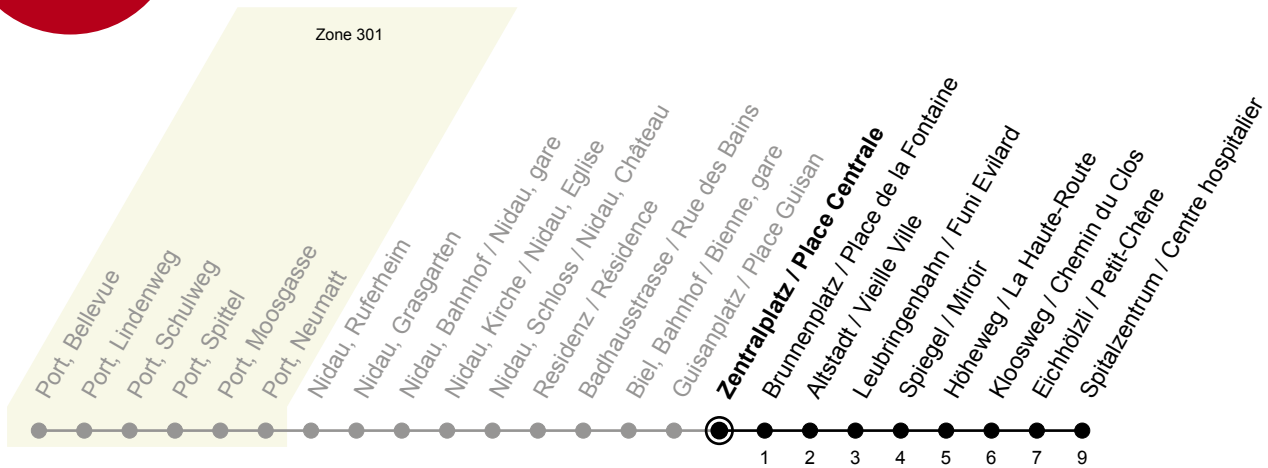 Zone 301
Port, Bellevue
Port, Lindenweg
Port, Schulweg
Port, Spittel
Port, Moosgasse
Port, Neumatt
Nidau, Ruferheim
Nidau, Grasgarten
Nidau, Bahnhof / Nidau, gare
Nidau, Kirche / Nidau, Eglise
Nidau, Schloss / Nidau, Château
Residenz / Résidence
Badhausstrasse / Rue des Bains
Biel, Bahnhof / Bienne, gare
Guisanplatz / Place Guisan
Zentralplatz / Place Centrale
Brunnenplatz / Place de la Fontaine
Altstadt / Vieille Ville
Leubringenbahn / Funi Evilard
Spiegel / Miroir
Höheweg / La Haute-Route
Kloosweg / Chemin du Clos
Eichhölzli / Petit-Chêne
Spitalzentrum / Centre hospitalier
1 2 3 4 5 6 7 9